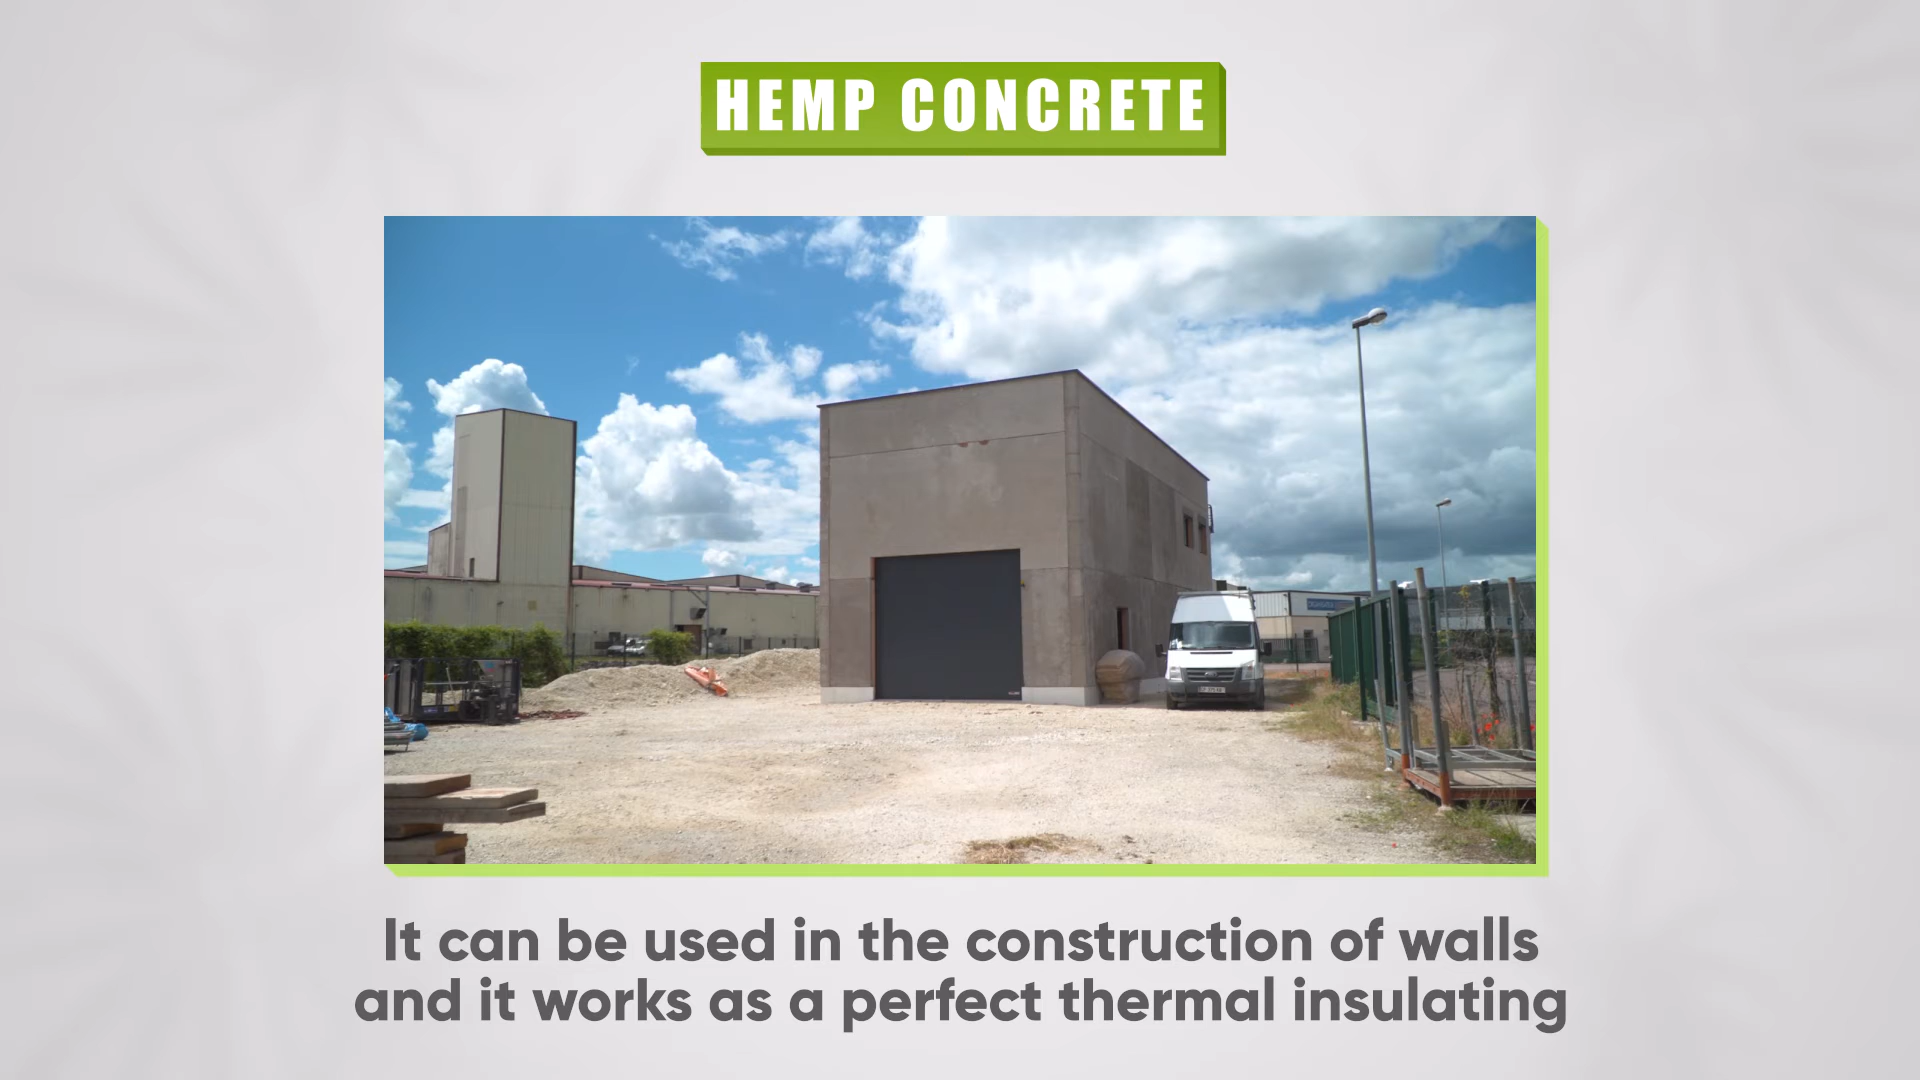 HEMP CONCRETE
It can be used in the construction of walls
and it works as a perfect thermal insulating